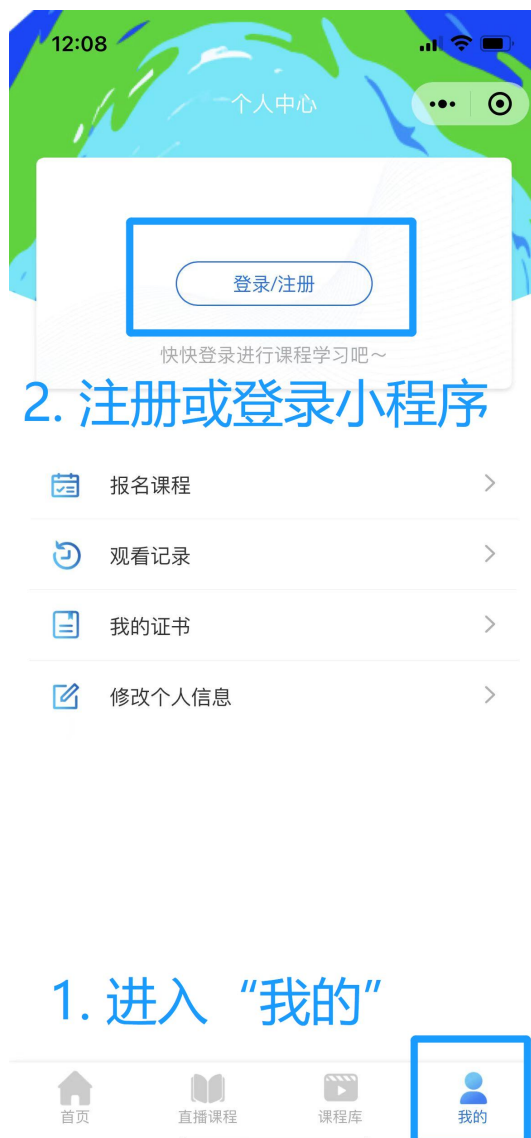 12:08
个人中心
登录/注册
快快登录进行课程学习吧～
2. 注册或登录小程序
报名课程
观看记录
我的证书
修改个人信息
1. 进入“我的”
首页 直播课程 课程库 我的